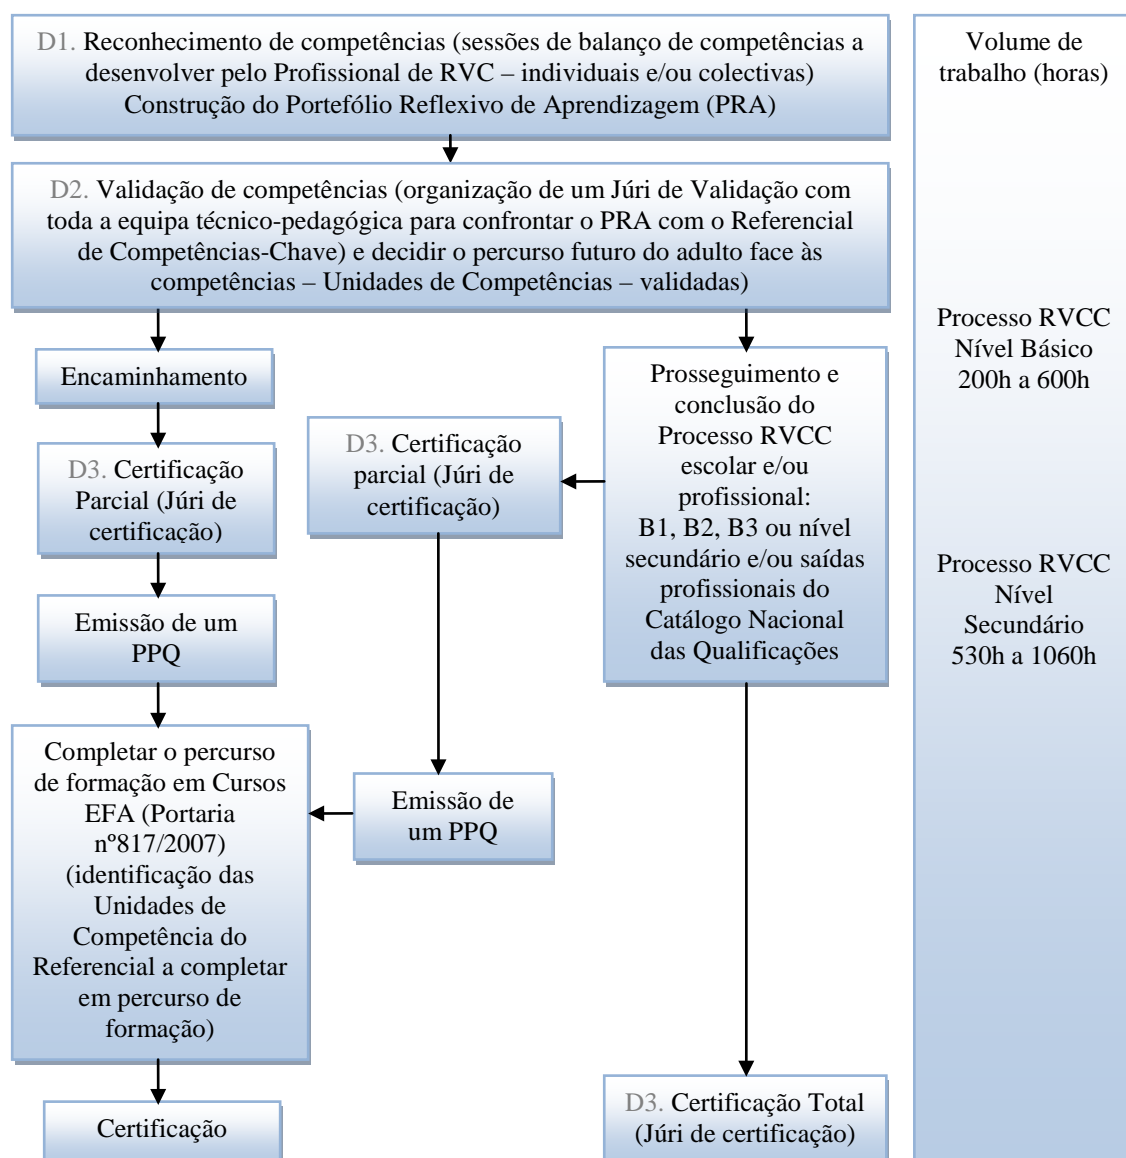 D1. Reconhecimento de competências (sessões de balanço de competências a
desenvolver pelo Profissional de RVC – individuais e/ou colectivas)
Construção do Portefólio Reflexivo de Aprendizagem (PRA)
D2. Validação de competências (organização de um Júri de Validação com
toda a equipa técnico-pedagógica para confrontar o PRA com o Referencial
de Competências-Chave) e decidir o percurso futuro do adulto face às
competências – Unidades de Competências – validadas)
Encaminhamento
D3. Certificação
Parcial (Júri de
certificação)
Emissão de um
PPQ
Completar o percurso
de formação em Cursos
EFA (Portaria
nº817/2007)
(identificação das
Unidades de
Competência do
Referencial a completar
em percurso de
formação)
Certificação
D3. Certificação
parcial (Júri de
certificação)
Emissão de
um PPQ
Prosseguimento e
conclusão do
Processo RVCC
escolar e/ou
profissional:
B1, B2, B3 ou nível
secundário e/ou saídas
profissionais do
Catálogo Nacional
das Qualificações
D3. Certificação Total
(Júri de certificação)
Volume de
trabalho (horas)
Processo RVCC
Nível Básico
200h a 600h
Processo RVCC
Nível
Secundário
530h a 1060h